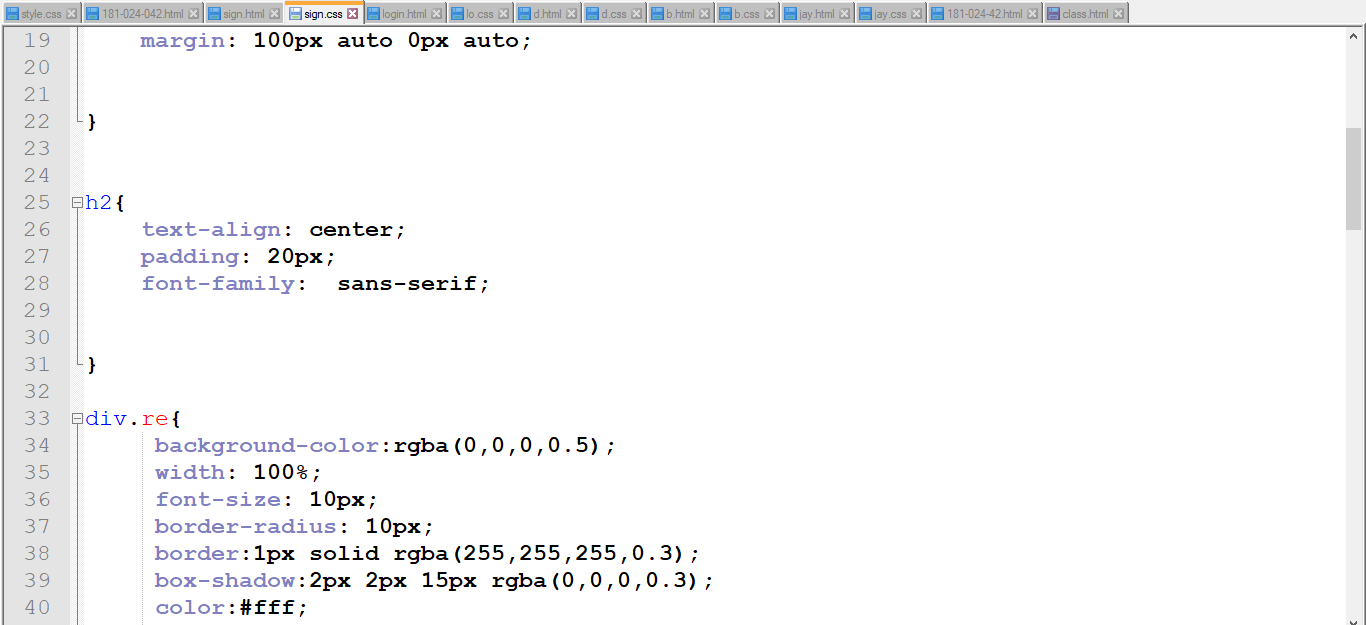 style.css 181-024-042.html sign.html sign.css login.html lo.css d.html d.css b.html b.css jay.html jay.css 181-024-42.html class.html
19 margin: 100px auto 0px auto;
20
21
22 }
23
24
25 h2{
26 text-align: center;
27 padding: 20px;
28 font-family:  sans-serif;
29
30
31 }
32
33 div.re{
34 background-color:rgba(0,0,0,0.5);
35 width: 100%;
36 font-size: 10px;
37 border-radius: 10px;
38 border:1px solid rgba(255,255,255,0.3);
39 box-shadow:2px 2px 15px rgba(0,0,0,0.3);
40 color:#fff;